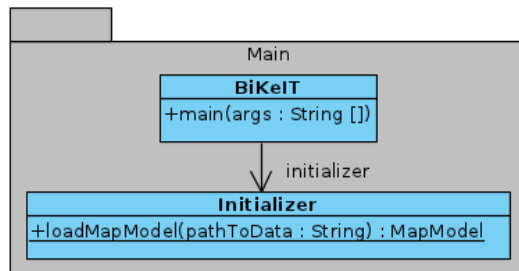 Main
BiKeIT
+main(args : String [])
initializer
Initializer
+loadMapModel(pathToData : String) : MapModel